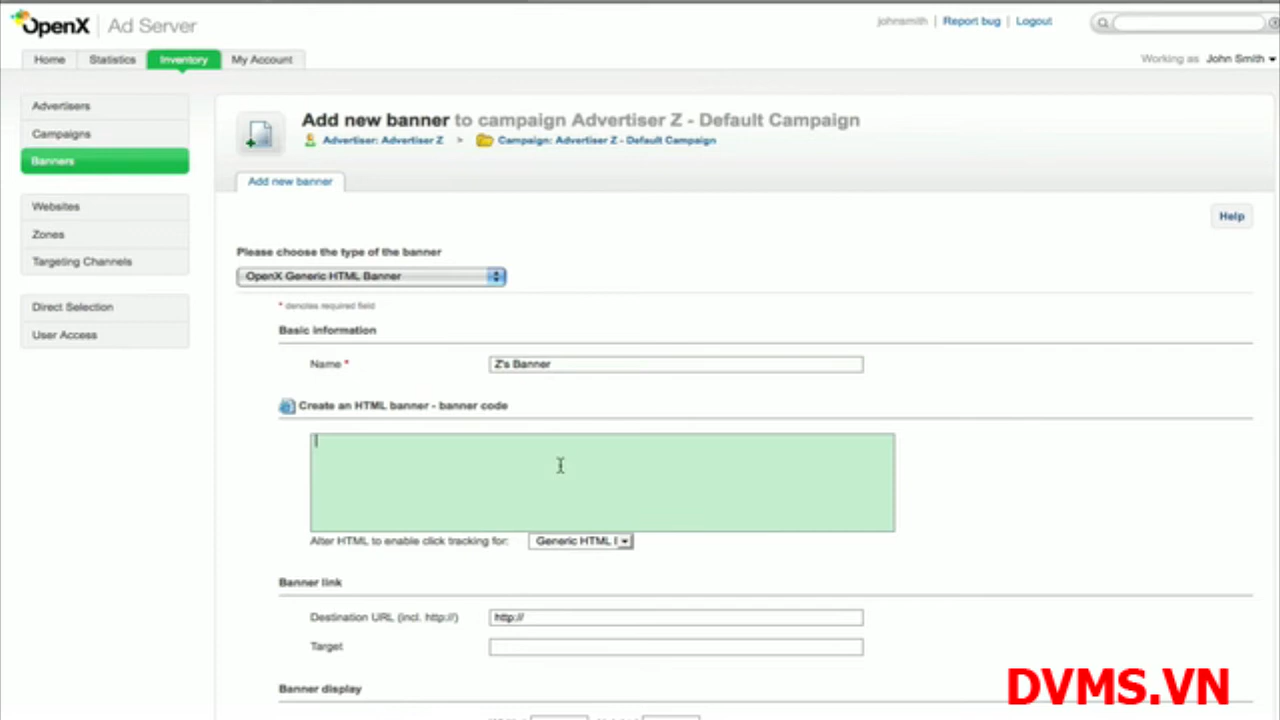 OpenX | Ad Server
johnsmith | Report bug | Logout
Home Statistics Inventory My Account
Working as John Smith
Advertisers
Campaigns
Banners
Websites
Zones
Targeting Channels
Direct Selection
User Access
Add new banner to campaign Advertiser Z - Default Campaign
Advertiser: Advertiser Z > Campaign: Advertiser Z - Default Campaign
Add new banner
Help
Please choose the type of the banner
OpenX Generic HTML Banner
* denotes required field
Basic information
Name * Z's Banner
Create an HTML banner - banner code
Alter HTML to enable click tracking for: Generic HTML
Banner link
Destination URL (incl. http://) http://
Target
Banner display
DVMS.VN